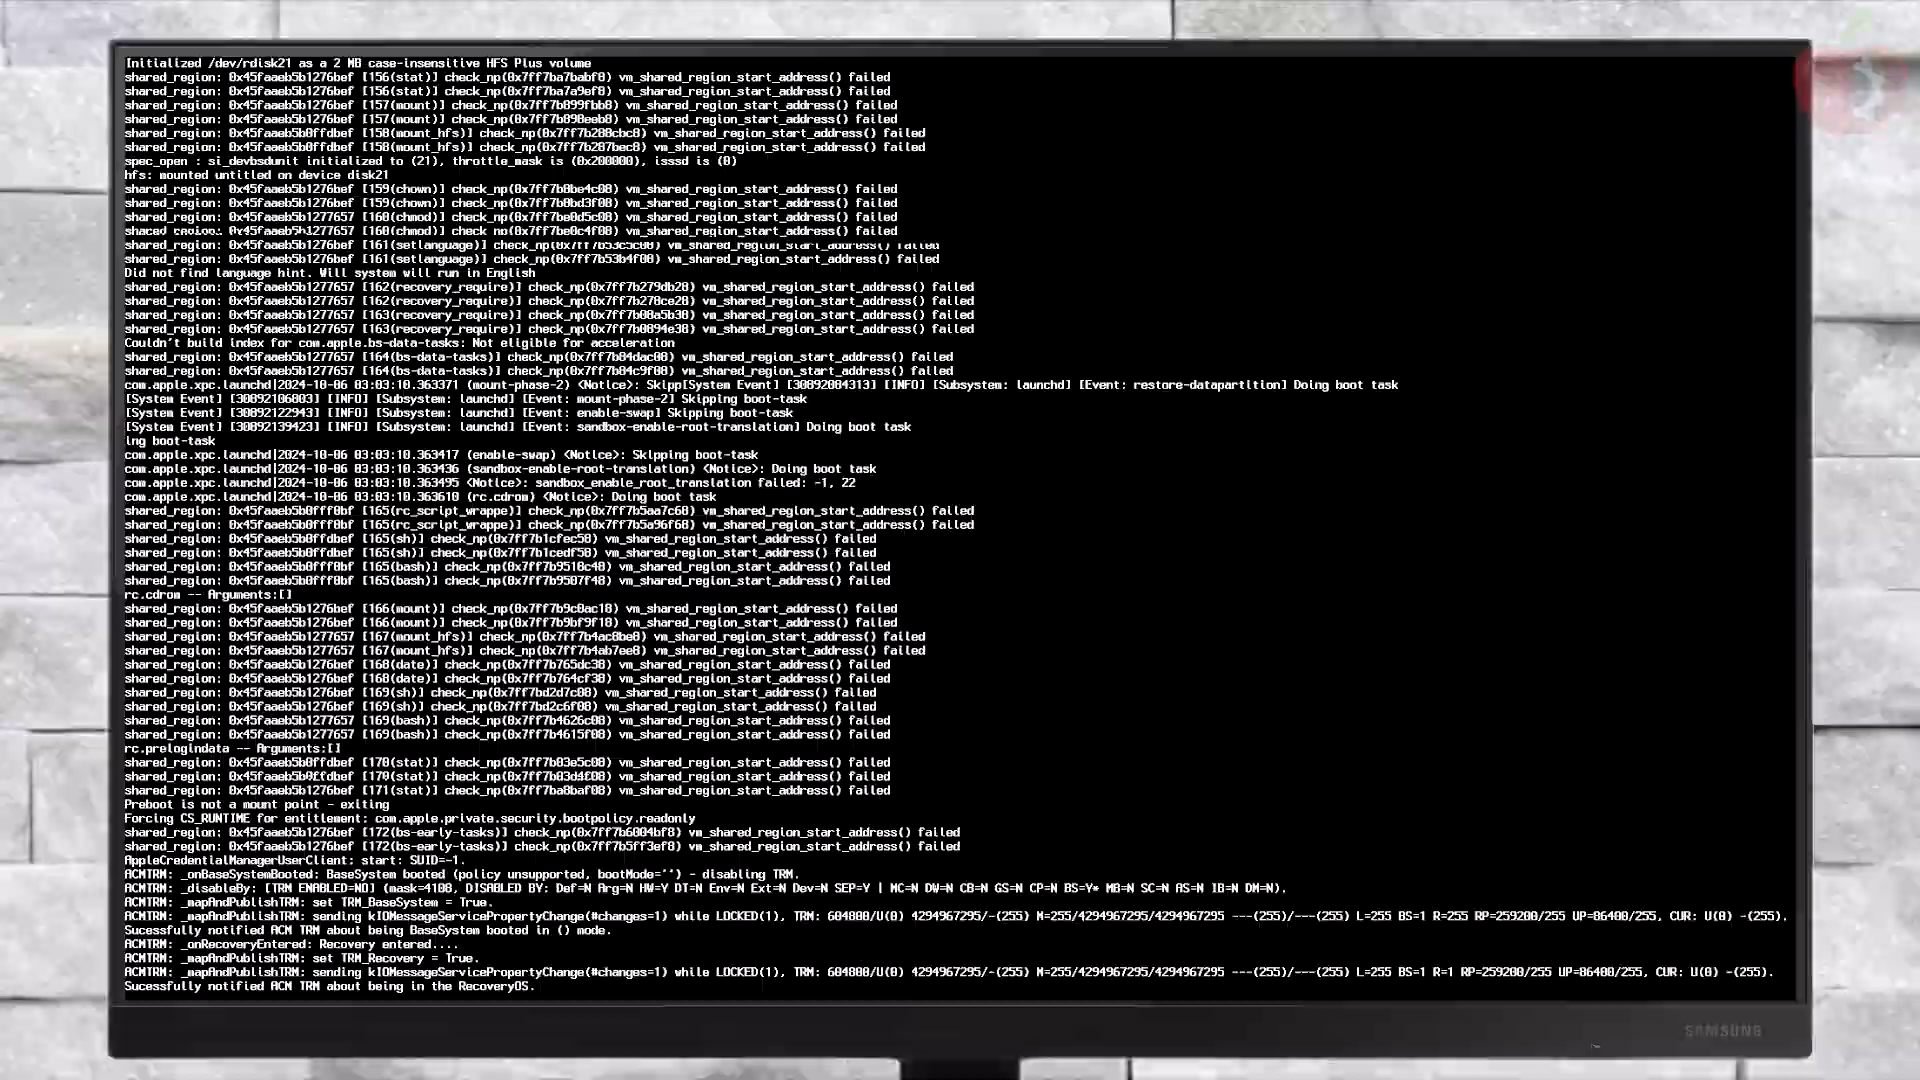 Initialized /dev/rdisk21 as a 2 MB case-insensitive HFS Plus volume
shared_region: 0x45faaeb5b1276bef [156(stat)] check_np(0x7ff7ba7babf8) vm_shared_region_start_address() failed
shared_region: 0x45faaeb5b1276bef [156(stat)] check_np(0x7ff7ba7a9ef8) vm_shared_region_start_address() failed
shared_region: 0x45faaeb5b1276bef [157(mount)] check_np(0x7ff7b099fbb8) vm_shared_region_start_address() failed
shared_region: 0x45faaeb5b1276bef [157(mount)] check_np(0x7ff7b098eeb8) vm_shared_region_start_address() failed
shared_region: 0x45faaeb5b0ffdbef [158(mount_hfs)] check_np(0x7ff7b288cbc8) vm_shared_region_start_address() failed
shared_region: 0x45faaeb5b0ffdbef [158(mount_hfs)] check_np(0x7ff7b287bec8) vm_shared_region_start_address() failed
spec_open : si_devbsdunit initialized to (21), throttle_mask is (0x200000), isssd is (0)
hfs: mounted untitled on device disk21
shared_region: 0x45faaeb5b1276bef [159(chown)] check_np(0x7ff7b0be4c08) vm_shared_region_start_address() failed
shared_region: 0x45faaeb5b1276bef [159(chown)] check_np(0x7ff7b0bd3f08) vm_shared_region_start_address() failed
shared_region: 0x45faaeb5b1277657 [160(chmod)] check_np(0x7ff7be0d5c08) vm_shared_region_start_address() failed
[160(chmod)] check_np(0x7ff7be0c4f08) vm_shared_region_start_address() failed
shared_region: 0x45faaeb5b1276bef [161(setlanguage)] check_np(0x7ff7b53c5c08) vm_shared_region_start_address() failed
shared_region: 0x45faaeb5b1276bef [161(setlanguage)] check_np(0x7ff7b53b4f08) vm_shared_region_start_address() failed
Did not find language hint. Will system will run in English
shared_region: 0x45faaeb5b1277657 [162(recovery_require)] check_np(0x7ff7b279db28) vm_shared_region_start_address() failed
shared_region: 0x45faaeb5b1277657 [162(recovery_require)] check_np(0x7ff7b278ce28) vm_shared_region_start_address() failed
shared_region: 0x45faaeb5b1277657 [163(recovery_require)] check_np(0x7ff7b08a5b38) vm_shared_region_start_address() failed
shared_region: 0x45faaeb5b1277657 [163(recovery_require)] check_np(0x7ff7b0894e38) vm_shared_region_start_address() failed
Couldn't build index for com.apple.bs-data-tasks: Not eligible for acceleration
shared_region: 0x45faaeb5b1277657 [164(bs-data-tasks)] check_np(0x7ff7b04dac08) vm_shared_region_start_address() failed
shared_region: 0x45faaeb5b1277657 [164(bs-data-tasks)] check_np(0x7ff7b04c9f08) vm_shared_region_start_address() failed
com.apple.xpc.launchd|2024-10-06 03:03:10.363371 (mount-phase-2) <Notice>: Skipp[System Event] [30892084313] [INFO] [Subsystem: launchd] [Event: restore-datapartition] Doing boot task
[System Event] [30892106803] [INFO] [Subsystem: launchd] [Event: mount-phase-2] Skipping boot-task
[System Event] [30892122943] [INFO] [Subsystem: launchd] [Event: enable-swap] Skipping boot-task
[System Event] [30892139423] [INFO] [Subsystem: launchd] [Event: sandbox-enable-root-translation] Doing boot task
ing boot-task
com.apple.xpc.launchd|2024-10-06 03:03:10.363417 (enable-swap) <Notice>: Skipping boot-task
com.apple.xpc.launchd|2024-10-06 03:03:10.363436 (sandbox-enable-root-translation) <Notice>: Doing boot task
com.apple.xpc.launchd|2024-10-06 03:03:10.363495 <Notice>: sandbox_enable_root_translation failed: -1, 22
com.apple.xpc.launchd|2024-10-06 03:03:10.363610 (rc.cdrom) <Notice>: Doing boot task
shared_region: 0x45faaeb5b0fff0bf [165(rc_script_wrappe)] check_np(0x7ff7b5aa7c68) vm_shared_region_start_address() failed
shared_region: 0x45faaeb5b0fff0bf [165(rc_script_wrappe)] check_np(0x7ff7b5a96f68) vm_shared_region_start_address() failed
shared_region: 0x45faaeb5b0ffdbef [165(sh)] check_np(0x7ff7b1cfec58) vm_shared_region_start_address() failed
shared_region: 0x45faaeb5b0ffdbef [165(sh)] check_np(0x7ff7b1cedf58) vm_shared_region_start_address() failed
shared_region: 0x45faaeb5b0fff0bf [165(bash)] check_np(0x7ff7b9518c48) vm_shared_region_start_address() failed
shared_region: 0x45faaeb5b0fff0bf [165(bash)] check_np(0x7ff7b9507f48) vm_shared_region_start_address() failed
rc.cdrom -- Arguments:[]
shared_region: 0x45faaeb5b1276bef [166(mount)] check_np(0x7ff7b9c0ac18) vm_shared_region_start_address() failed
shared_region: 0x45faaeb5b1276bef [166(mount)] check_np(0x7ff7b9bf9f18) vm_shared_region_start_address() failed
shared_region: 0x45faaeb5b1277657 [167(mount_hfs)] check_np(0x7ff7b4ac8be8) vm_shared_region_start_address() failed
shared_region: 0x45faaeb5b1277657 [167(mount_hfs)] check_np(0x7ff7b4ab7ee8) vm_shared_region_start_address() failed
shared_region: 0x45faaeb5b1276bef [168(date)] check_np(0x7ff7b765dc38) vm_shared_region_start_address() failed
shared_region: 0x45faaeb5b1276bef [168(date)] check_np(0x7ff7b764cf38) vm_shared_region_start_address() failed
shared_region: 0x45faaeb5b1276bef [169(sh)] check_np(0x7ff7bd2d7c08) vm_shared_region_start_address() failed
shared_region: 0x45faaeb5b1276bef [169(sh)] check_np(0x7ff7bd2c6f08) vm_shared_region_start_address() failed
shared_region: 0x45faaeb5b1277657 [169(bash)] check_np(0x7ff7b4626c08) vm_shared_region_start_address() failed
shared_region: 0x45faaeb5b1277657 [169(bash)] check_np(0x7ff7b4615f08) vm_shared_region_start_address() failed
rc.prelogindata -- Arguments:[]
shared_region: 0x45faaeb5b0ffdbef [170(stat)] check_np(0x7ff7b03e5c08) vm_shared_region_start_address() failed
shared_region: 0x45faaeb5b0ffdbef [170(stat)] check_np(0x7ff7b03d4f08) vm_shared_region_start_address() failed
shared_region: 0x45faaeb5b1276bef [171(stat)] check_np(0x7ff7ba8baf08) vm_shared_region_start_address() failed
Preboot is not a mount point - exiting
Forcing CS_RUNTIME for entitlement: com.apple.private.security.bootpolicy.readonly
shared_region: 0x45faaeb5b1276bef [172(bs-early-tasks)] check_np(0x7ff7b6004bf8) vm_shared_region_start_address() failed
shared_region: 0x45faaeb5b1276bef [172(bs-early-tasks)] check_np(0x7ff7b5ff3ef8) vm_shared_region_start_address() failed
AppleCredentialManagerUserClient: start: SUID=-1.
ACMTRM: _onBaseSystemBooted: BaseSystem booted (policy unsupported, bootMode='') - disabling TRM.
ACMTRM: _disableBy: [TRM ENABLED=NO] (mask=4108, DISABLED BY: Def=N Arg=N HW=Y DT=N Env=N Ext=N Dev=N SEP=Y | MC=N DW=N CB=N GS=N CP=N BS=Y* MB=N SC=N AS=N IB=N DM=N).
ACMTRM: _mapAndPublishTRM: set TRM_BaseSystem = True.
ACMTRM: _mapAndPublishTRM: sending kIOMessageServicePropertyChange(#changes=1) while LOCKED(1), TRM: 604800/U(0) 4294967295/-(255) M=255/4294967295/4294967295 ---(255)/---(255) L=255 BS=1 R=255 RP=259200/255 UP=86400/255, CUR: U(0) -(255).
Sucessfully notified ACM TRM about being BaseSystem booted in () mode.
ACMTRM: _onRecoveryEntered: Recovery entered....
ACMTRM: _mapAndPublishTRM: set TRM_Recovery = True.
ACMTRM: _mapAndPublishTRM: sending kIOMessageServicePropertyChange(#changes=1) while LOCKED(1), TRM: 604800/U(0) 4294967295/-(255) M=255/4294967295/4294967295 ---(255)/---(255) L=255 BS=1 R=1 RP=259200/255 UP=86400/255, CUR: U(0) -(255).
Sucessfully notified ACM TRM about being in the RecoveryOS.
SAMSUNG